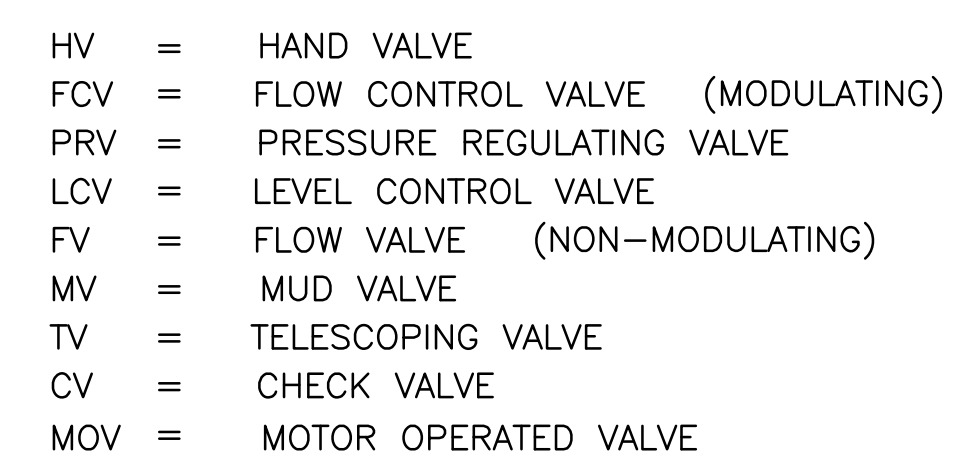 HV = HAND VALVE
FCV = FLOW CONTROL VALVE (MODULATING)
PRV = PRESSURE REGULATING VALVE
LCV = LEVEL CONTROL VALVE
FV = FLOW VALVE (NON-MODULATING)
MV = MUD VALVE
TV = TELESCOPING VALVE
CV = CHECK VALVE
MOV = MOTOR OPERATED VALVE